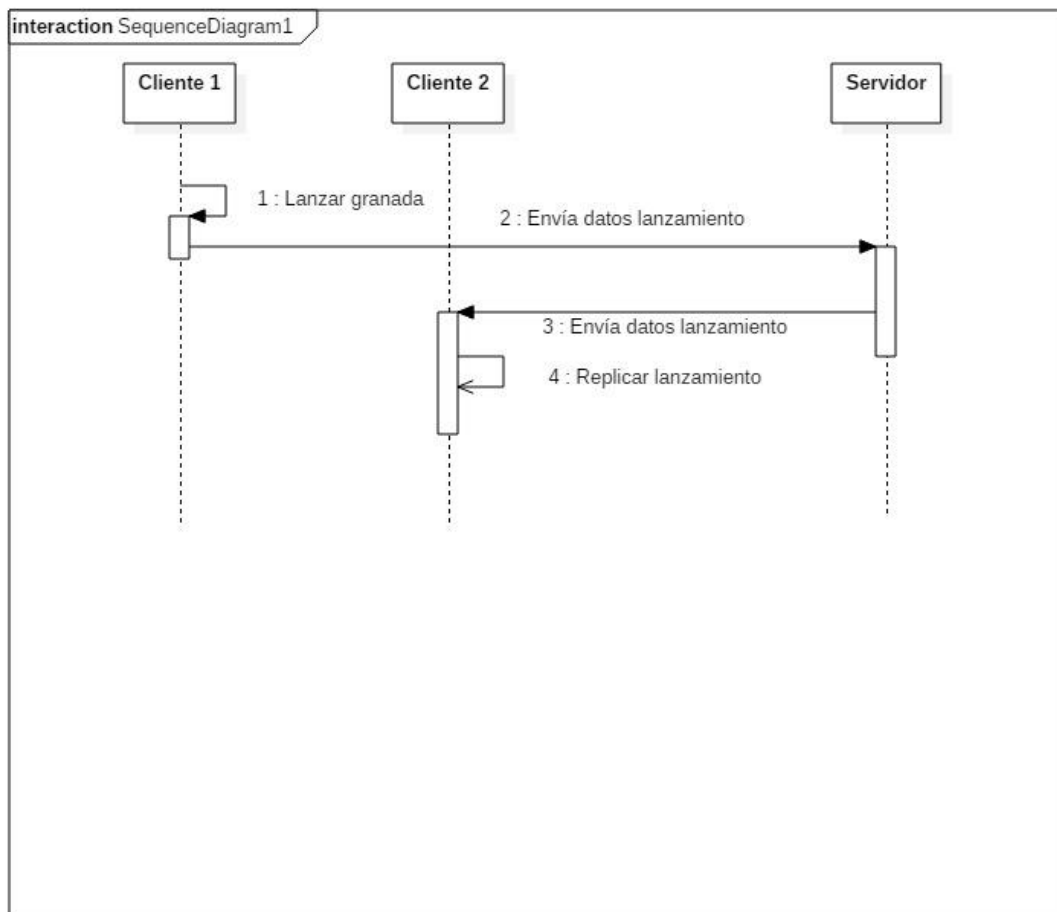 interaction SequenceDiagram1
Cliente 1
Cliente 2
Servidor
1 : Lanzar granada
2 : Envía datos lanzamiento
3 : Envía datos lanzamiento
4 : Replicar lanzamiento